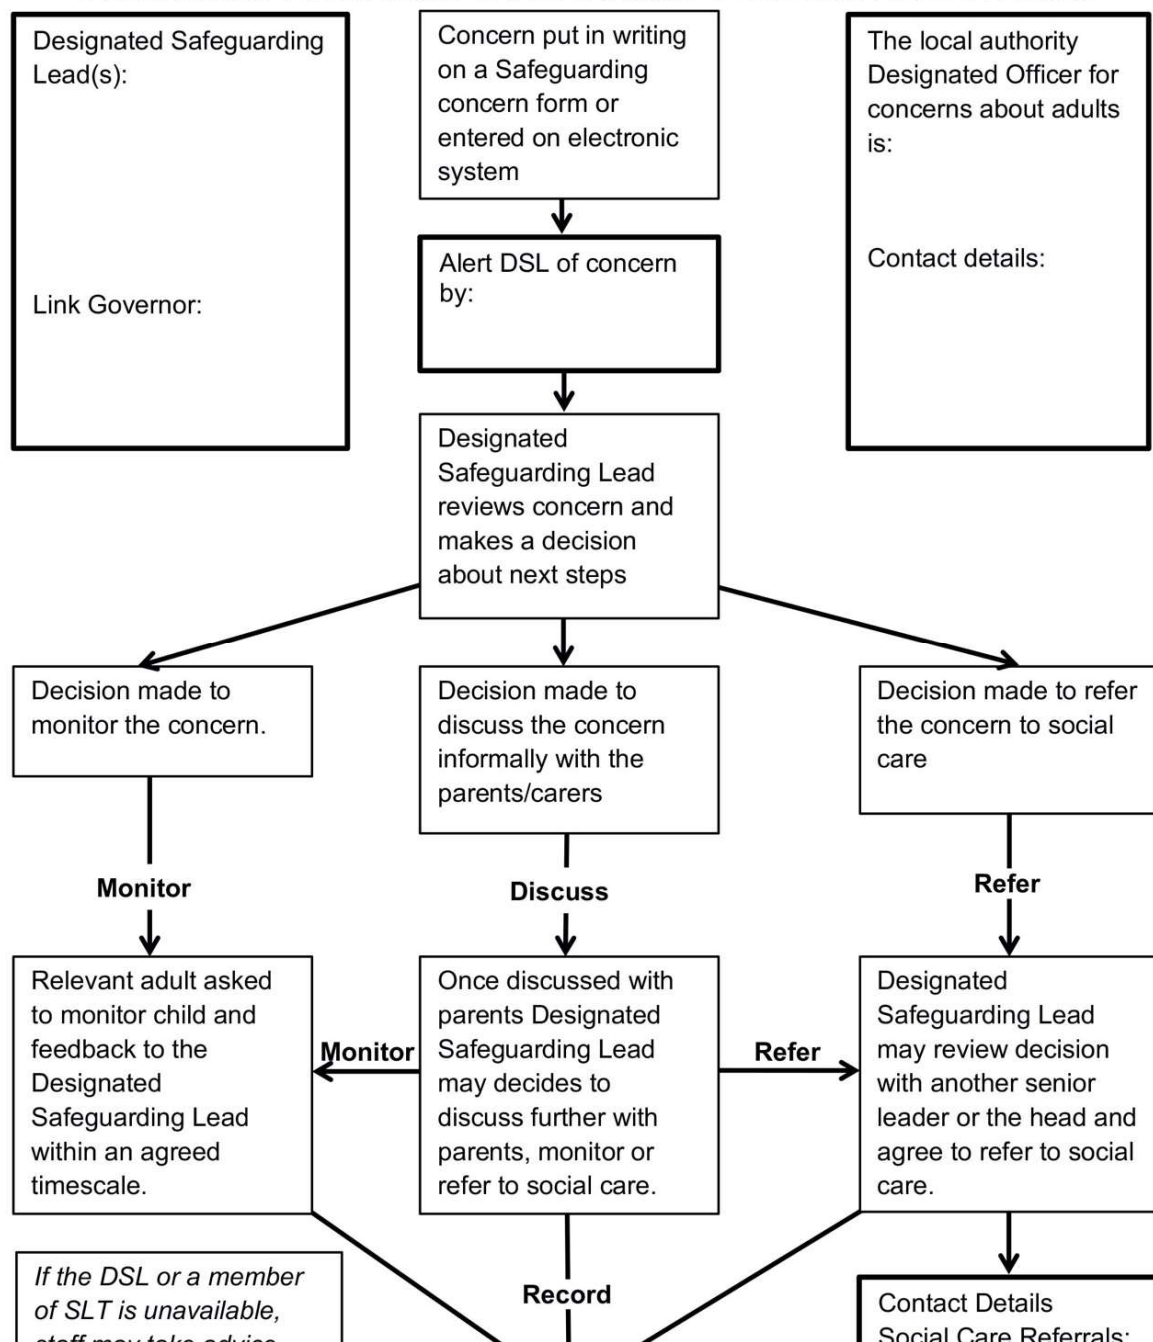 Designated Safeguarding
Lead(s):
Link Governor:
Concern put in writing
on a Safeguarding
concern form or
entered on electronic
system
The local authority
Designated Officer for
concerns about adults
is:
Contact details:
Alert DSL of concern
by:
Designated
Safeguarding Lead
reviews concern and
makes a decision
about next steps
Decision made to
monitor the concern.
Decision made to
discuss the concern
informally with the
parents/carers
Decision made to refer
the concern to social
care
Monitor
Discuss
Refer
Relevant adult asked
to monitor child and
feedback to the
Designated
Safeguarding Lead
within an agreed
timescale.
Monitor
Once discussed with
parents Designated
Safeguarding Lead
may decides to
discuss further with
parents, monitor or
refer to social care.
Refer
Designated
Safeguarding Lead
may review decision
with another senior
leader or the head and
agree to refer to social
care.
If the DSL or a member
of SLT is unavailable,
staff may take advice
Record
Contact Details
Social Care Referrals: